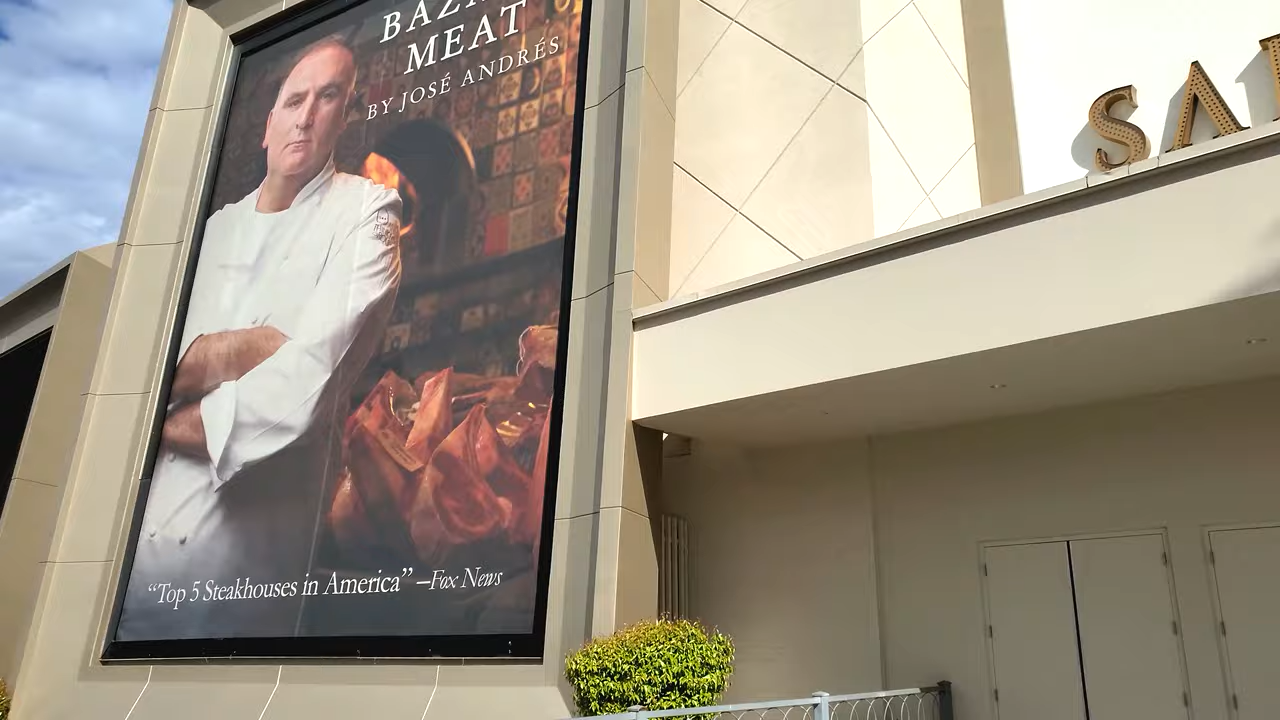 MEAT
BY JOSÉ ANDRÉS
“Top 5 Steakhouses in America” –Fox News